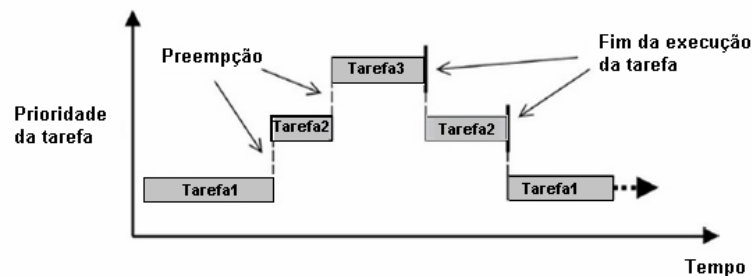 Preempção
Tarefa3
Fim da execução
da tarefa
Prioridade
da tarefa
Tarefa2
Tarefa2
Tarefa1
Tarefa1
Tempo